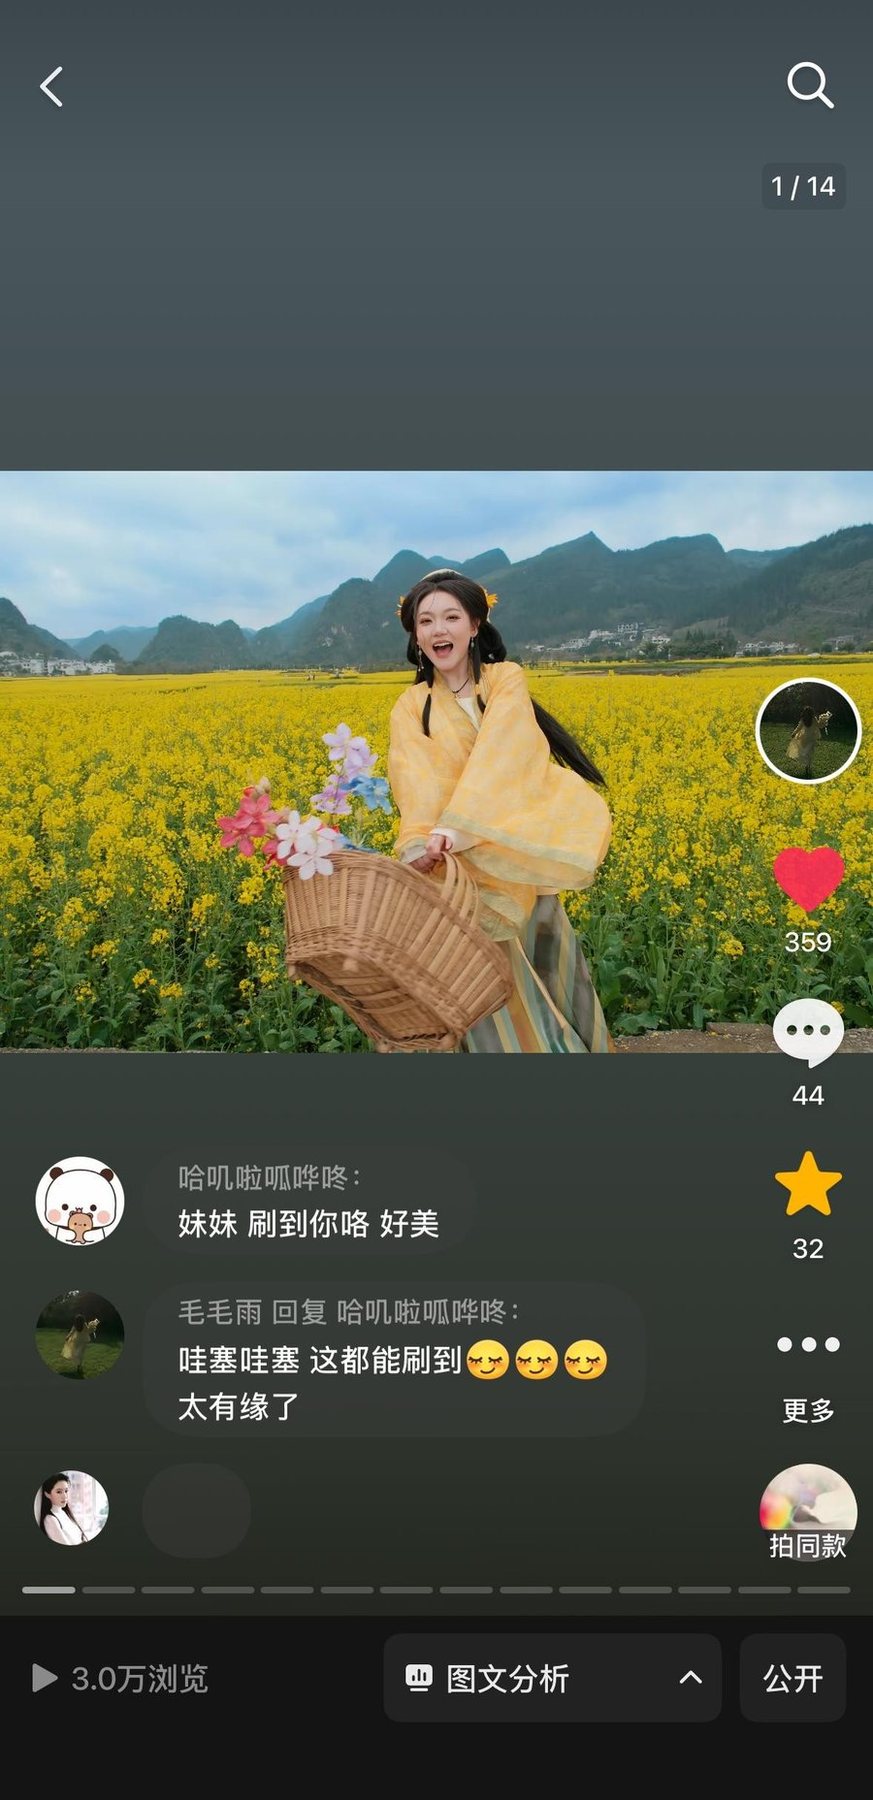 1 / 14
359
44
哈叽啦呱哗咚：
妹妹 刷到你咯 好美
32
毛毛雨 回复 哈叽啦呱哗咚：
哇塞哇塞 这都能刷到😌😌😌
太有缘了
更多
拍同款
3.0万浏览
图文分析
公开